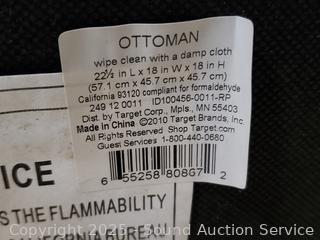 OTTOMAN
wipe clean with a damp cloth
22½ in L x 18 in W x 18 in H
(57.1 cm x 45.7 cm x 45.7 cm)
California 93120 compliant for formaldehyde
249 12 0011 ID100456-0011-RP
Dist. by Target Corp., Mpls., MN 55403
Made in China ©2010 Target Brands, Inc.
All Rights Reserved Shop Target.com
Guest Services 1-800-440-0680
6 55258 80867 2
ICE
S THE FLAMMABILITY
BUREAU
Copyright 2025 Sound Auction Service